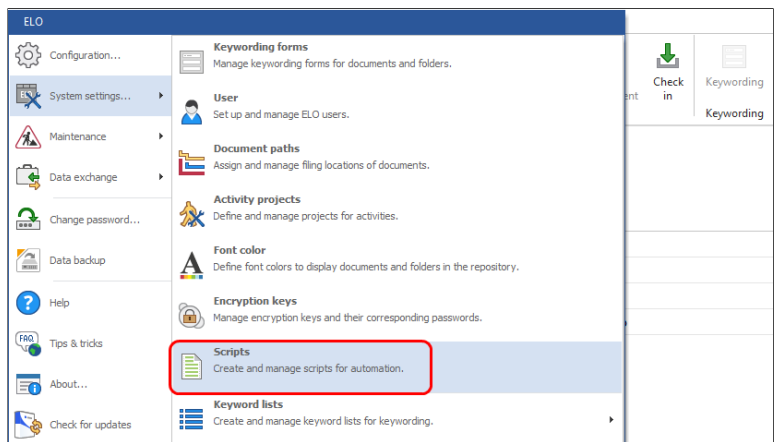 ELO
Configuration...
System settings...
Maintenance
Data exchange
Change password...
Data backup
Help
FAQ
Tips & tricks
About...
Check for updates
Keywording forms
Manage keywording forms for documents and folders.
User
Set up and manage ELO users.
Document paths
Assign and manage filing locations of documents.
Activity projects
Define and manage projects for activities.
Font color
Define font colors to display documents and folders in the repository.
Encryption keys
Manage encryption keys and their corresponding passwords.
Scripts
Create and manage scripts for automation.
Keyword lists
Create and manage keyword lists for keywording.
ent
Check
in
Keywording
Keywording